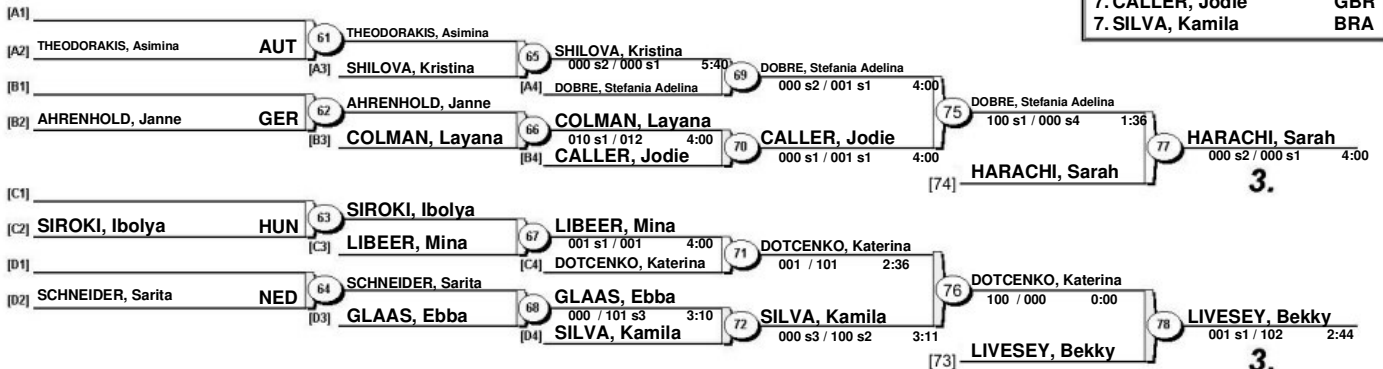 7. CALLER, Jodie GBR
7. SILVA, Kamila BRA
[A1]
[A2] THEODORAKIS, Asimina AUT
61 THEODORAKIS, Asimina
[A3] SHILOVA, Kristina
65 SHILOVA, Kristina
000 s2 / 000 s1 5:40
[A4] DOBRE, Stefania Adelina
69 DOBRE, Stefania Adelina
000 s2 / 001 s1 4:00
[B1]
[B2] AHRENHOLD, Janne GER
62 AHRENHOLD, Janne
[B3] COLMAN, Layana
66 COLMAN, Layana
010 s1 / 012 4:00
[B4] CALLER, Jodie
70 CALLER, Jodie
000 s1 / 001 s1 4:00
75 DOBRE, Stefania Adelina
100 s1 / 000 s4 1:36
[74] HARACHI, Sarah
77 HARACHI, Sarah
000 s2 / 000 s1 4:00
3.
[C1]
[C2] SIROKI, Ibolya HUN
63 SIROKI, Ibolya
[C3] LIBEER, Mina
67 LIBEER, Mina
001 s1 / 001 4:00
[C4] DOTCENKO, Katerina
71 DOTCENKO, Katerina
001 / 101 2:36
[D1]
[D2] SCHNEIDER, Sarita NED
64 SCHNEIDER, Sarita
[D3] GLAAS, Ebba
68 GLAAS, Ebba
000 / 101 s3 3:10
[D4] SILVA, Kamila
72 SILVA, Kamila
000 s3 / 100 s2 3:11
76 DOTCENKO, Katerina
100 / 000 0:00
[73] LIVESEY, Bekky
78 LIVESEY, Bekky
001 s1 / 102 2:44
3.